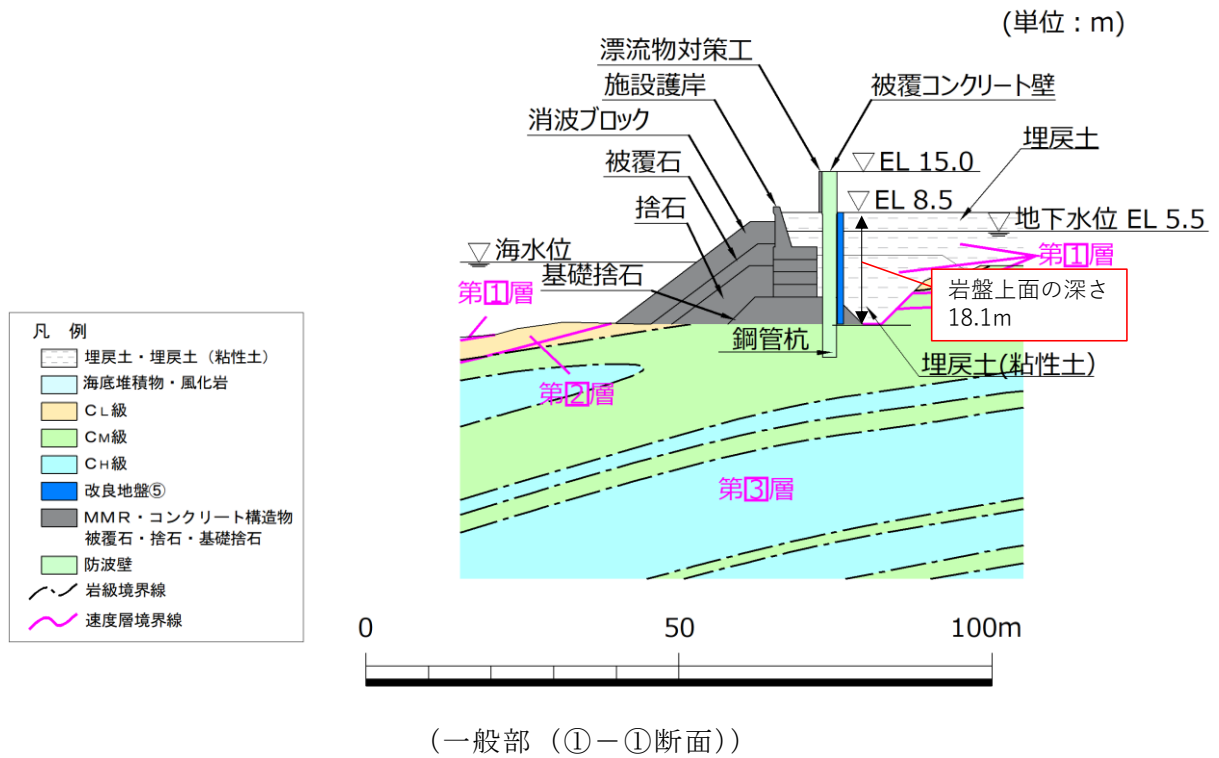 (単位：m)
漂流物対策工
施設護岸
被覆コンクリート壁
消波ブロック
埋戻土
被覆石
▽ EL 15.0
捨石
▽ EL 8.5
地下水位 EL 5.5
▽ 海水位
第1層
基礎捨石
第1層
岩盤上面の深さ
18.1m
鋼管杭
埋戻土(粘性土)
第2層
第3層
凡 例
埋戻土・埋戻土（粘性土）
海底堆積物・風化岩
CL級
CM級
CH級
改良地盤⑤
MMR・コンクリート構造物
被覆石・捨石・基礎捨石
防波壁
岩級境界線
速度層境界線
0 50 100m
(一般部（①－①断面））